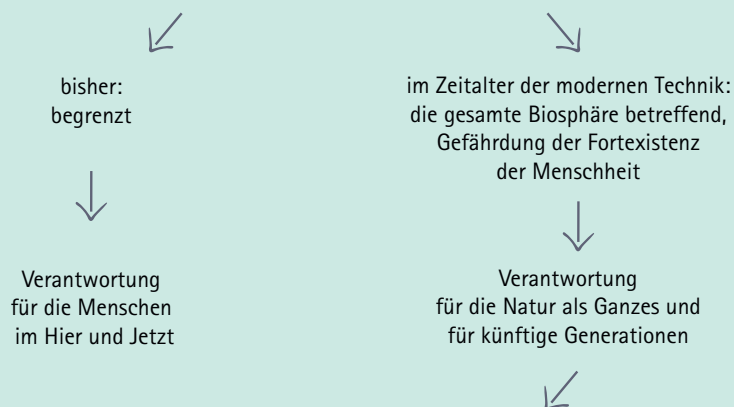 bisher:
begrenzt
im Zeitalter der modernen Technik:
die gesamte Biosphäre betreffend,
Gefährdung der Fortexistenz
der Menschheit
Verantwortung
für die Menschen
im Hier und Jetzt
Verantwortung
für die Natur als Ganzes und
für künftige Generationen